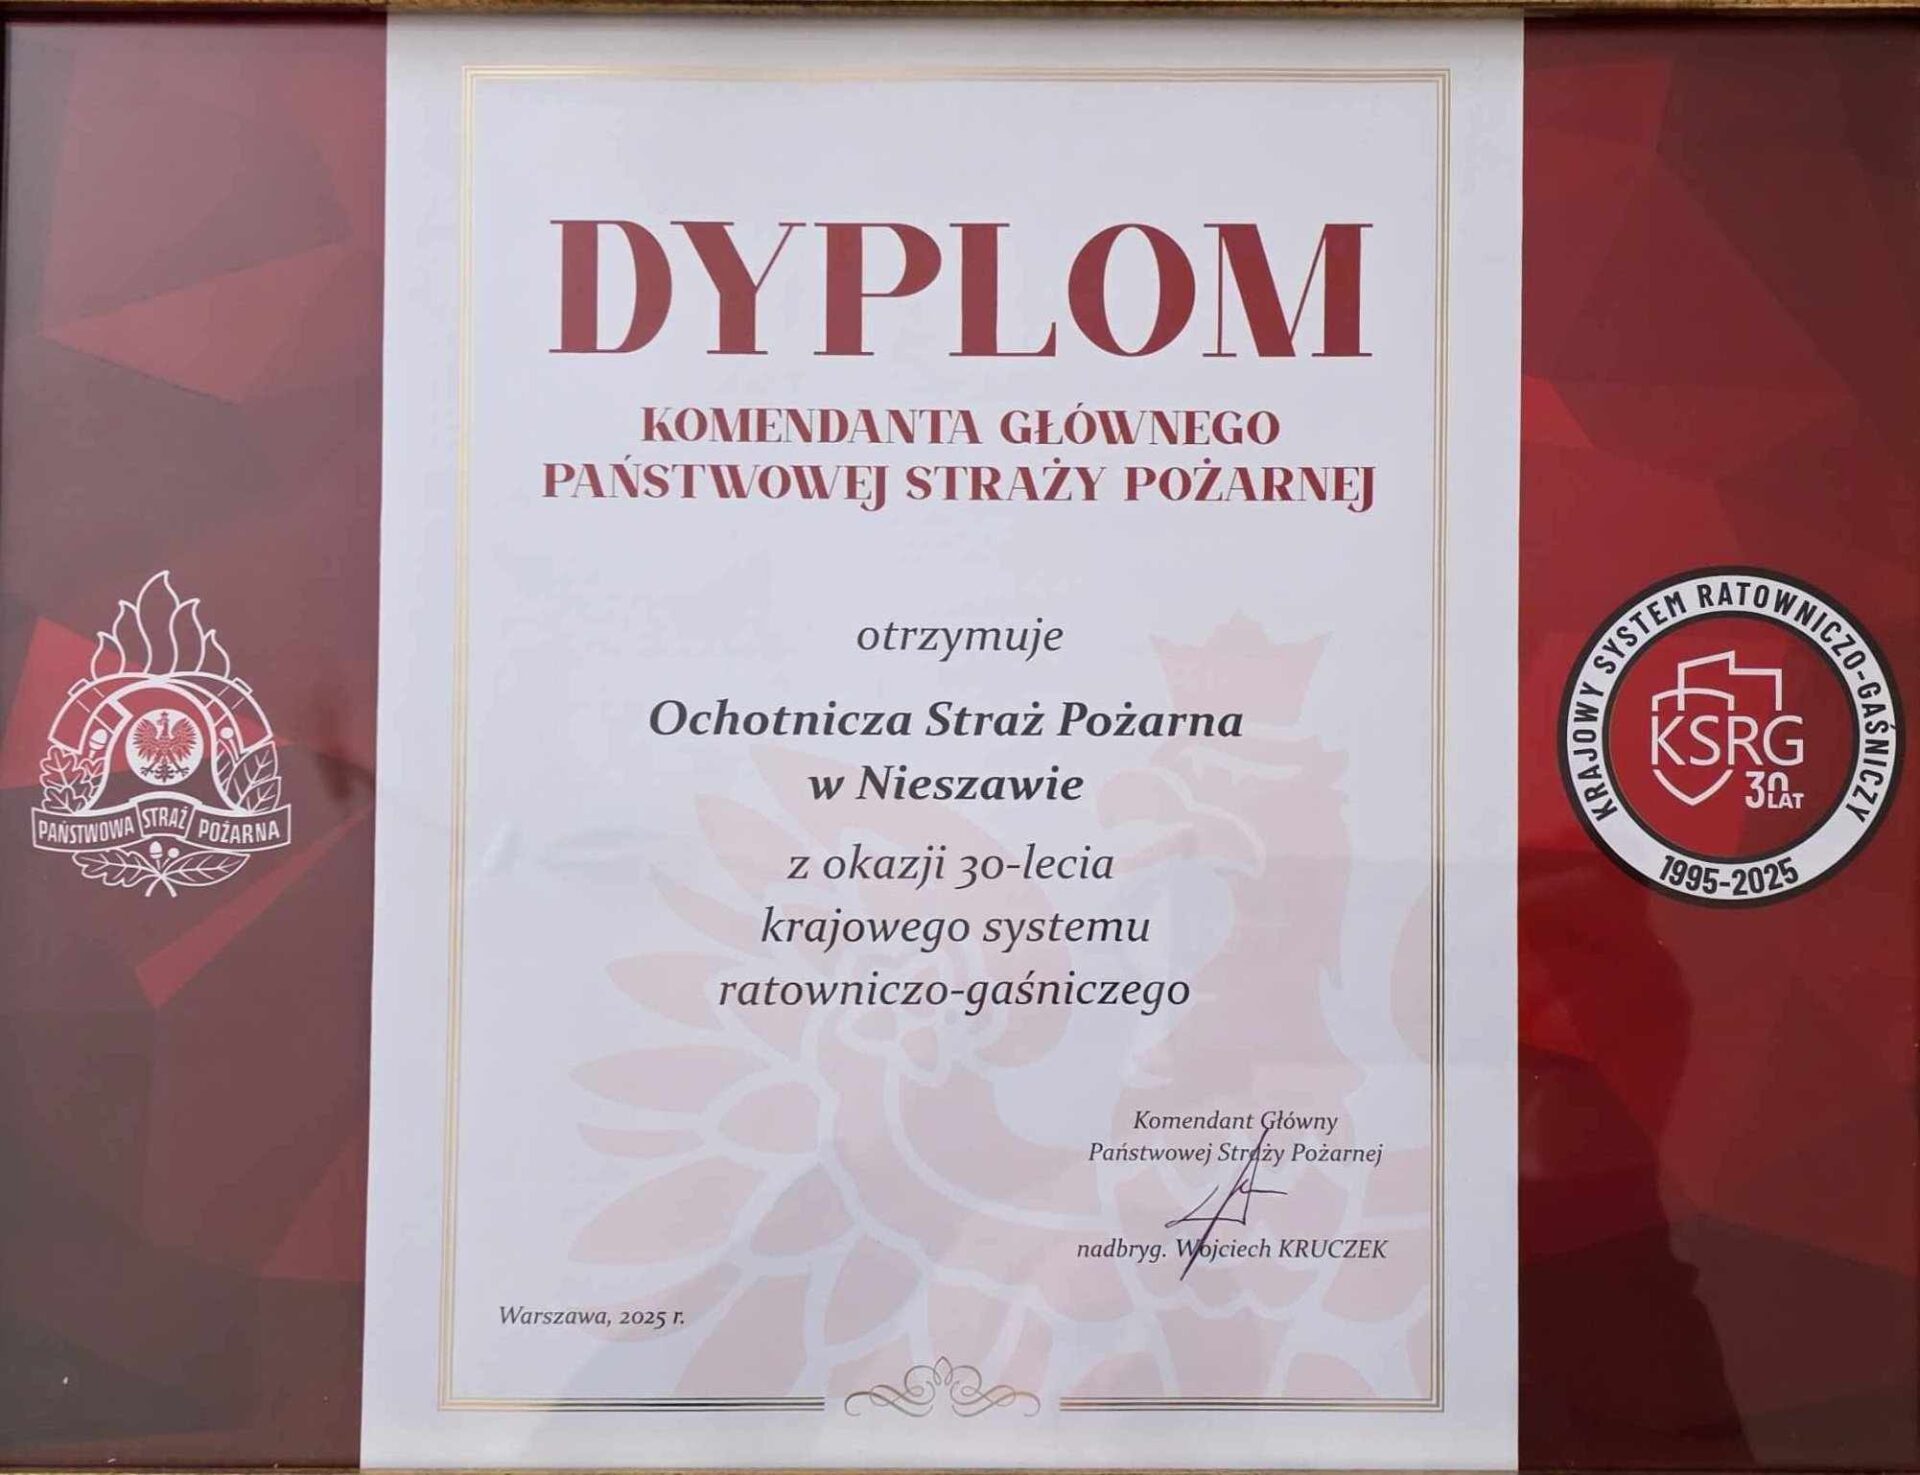 DYPLOM
KOMENDANTA GŁÓWNEGO
PAŃSTWOWEJ STRAŻY POŻARNEJ
otrzymuje
Ochotnicza Straż Pożarna
w Nieszawie
z okazji 30-lecia
krajowego systemu
ratowniczo-gaśniczego
Komendant Główny
Państwowej Straży Pożarnej
nadbryg. Wojciech KRUCZEK
Warszawa, 2025 r.
PAŃSTWOWA STRAŻ POŻARNA
KRAJOWY SYSTEM RATOWNICZO-GAŚNICZY
KSRG
30 LAT
1995-2025